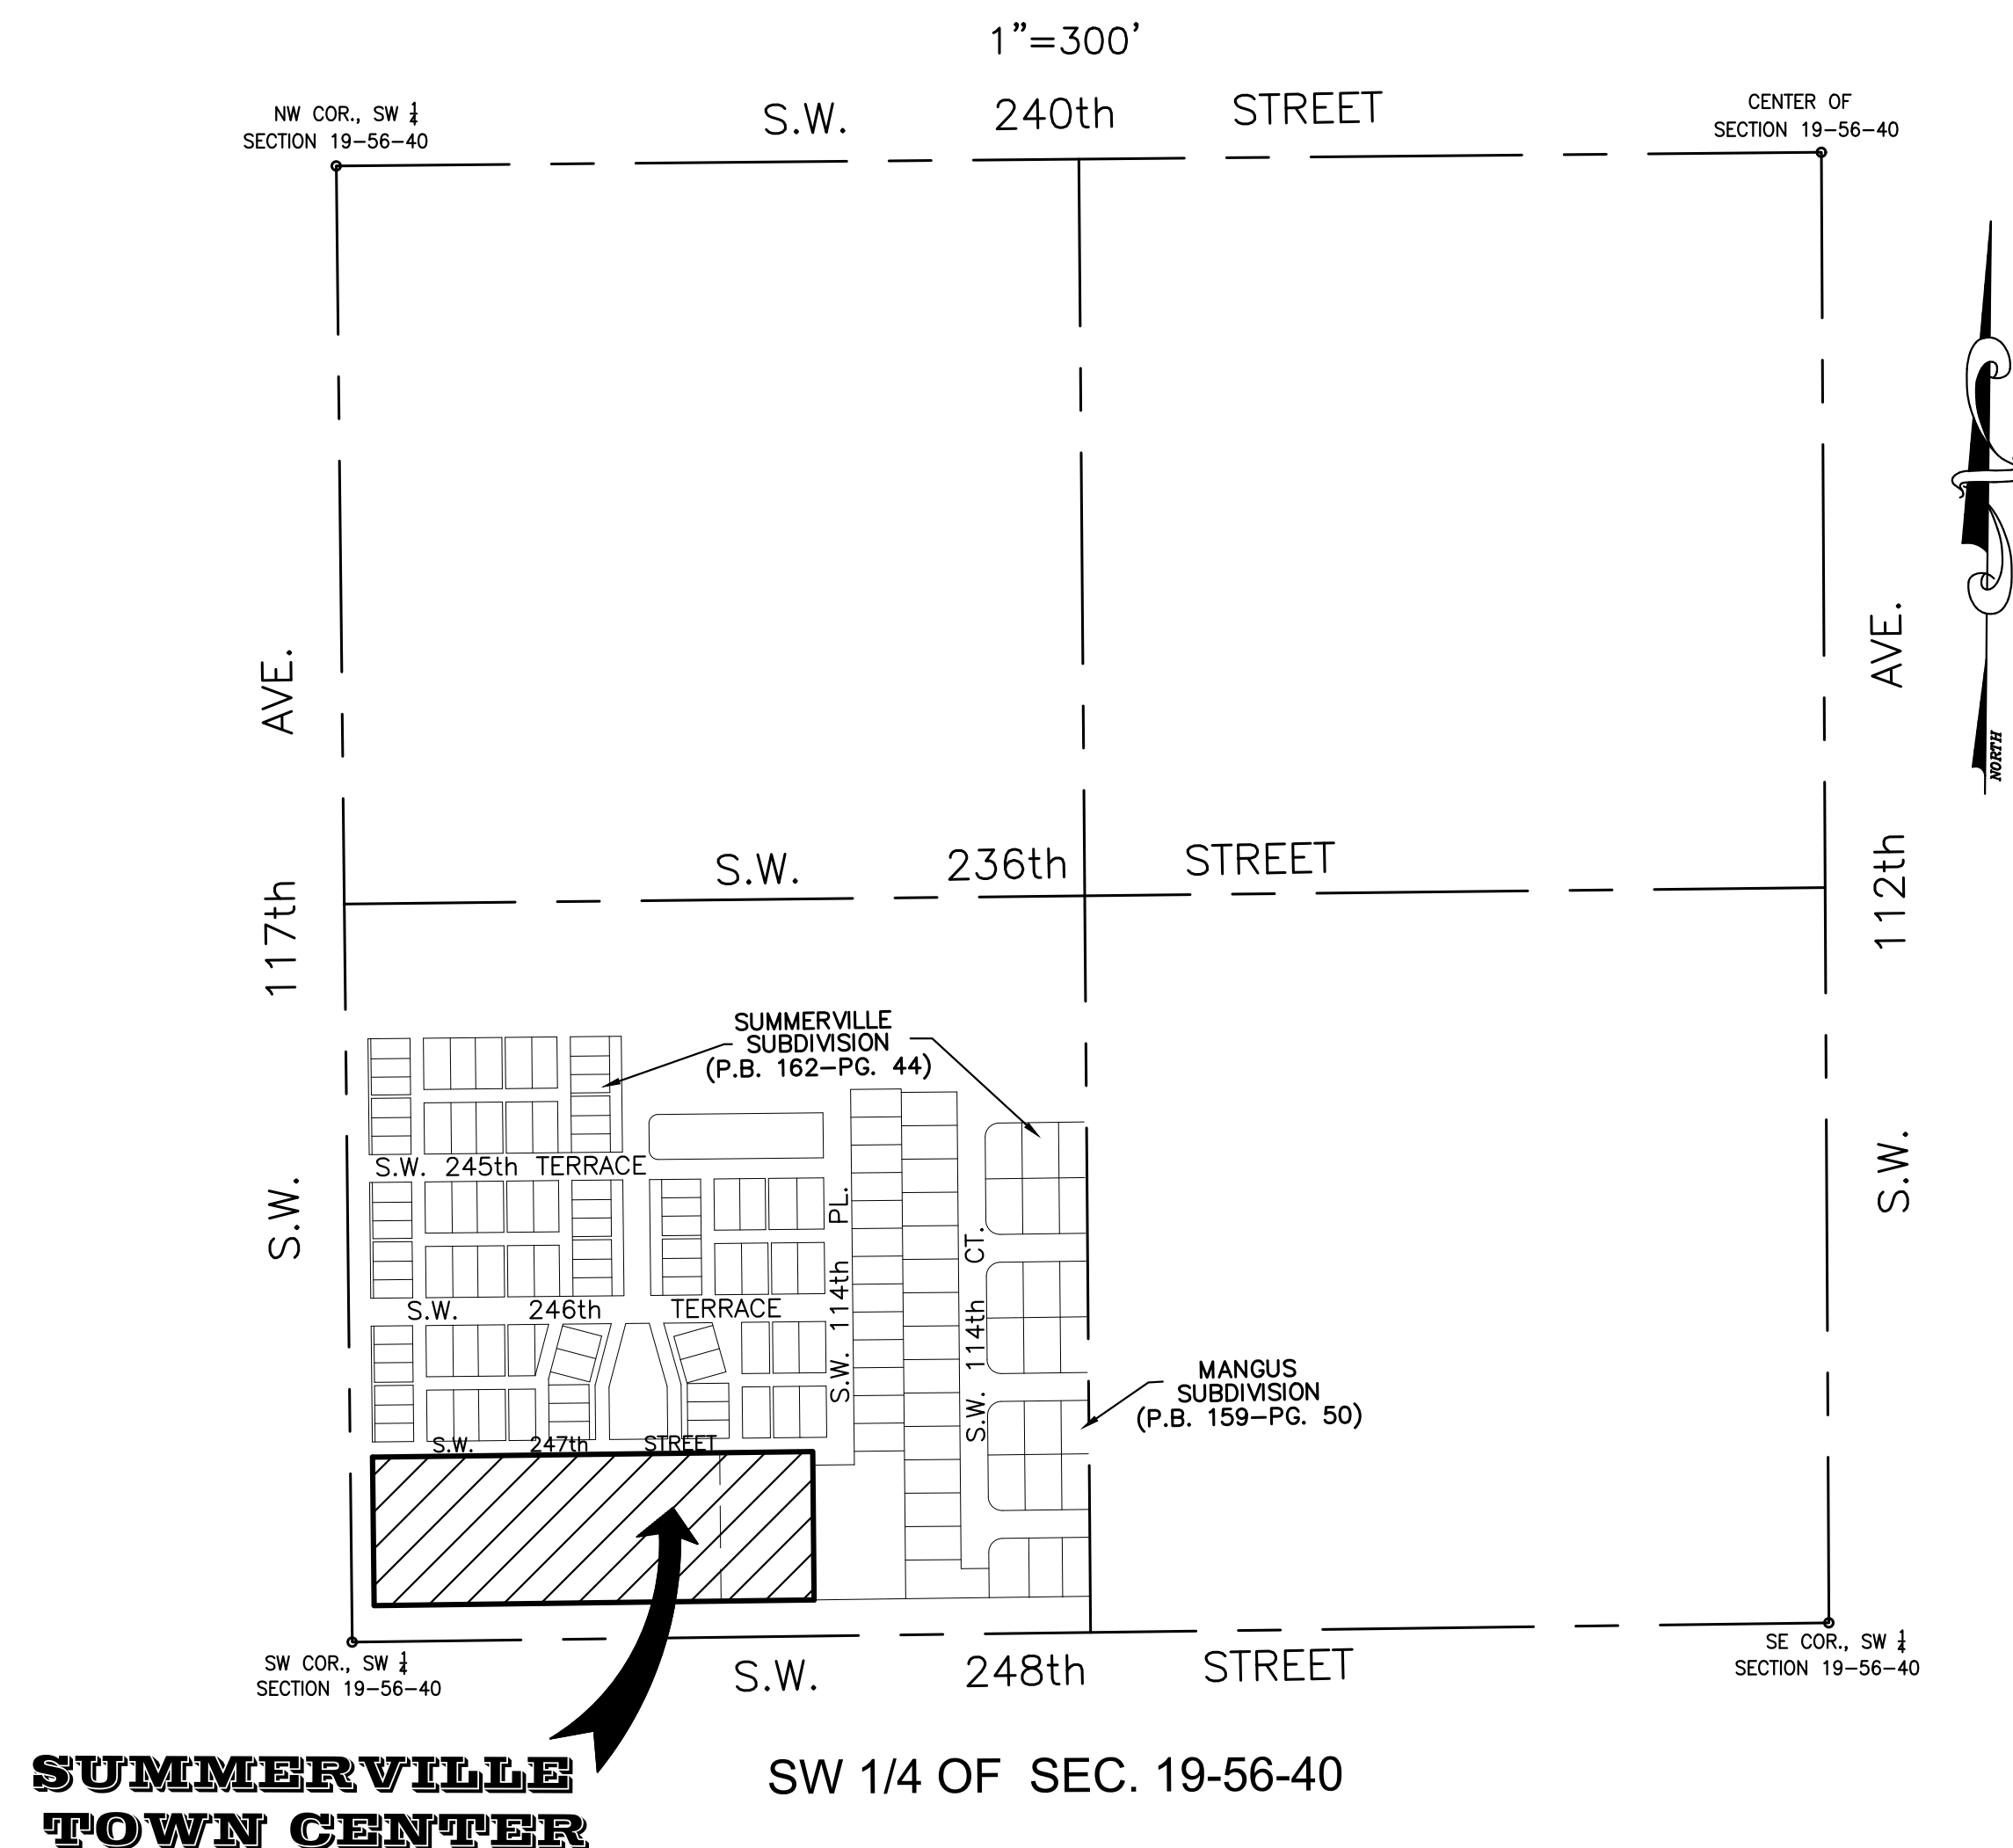 1"=300'
S.W. 240th STREET
NW COR., SW 1/4
SECTION 19-56-40
CENTER OF
SECTION 19-56-40
S.W. 117th AVE.
S.W. 112th AVE.
NORTH
S.W. 236th STREET
SUMMERVILLE
SUBDIVISION
(P.B. 162-PG. 44)
S.W. 245th TERRACE
S.W. 246th TERRACE
S.W. 114th PL.
S.W. 114th CT.
MANGUS
SUBDIVISION
(P.B. 159-PG. 50)
S.W. 247th STREET
SW COR., SW 1/4
SECTION 19-56-40
S.W. 248th STREET
SE COR., SW 1/4
SECTION 19-56-40
SUMMERVILLE
TOWN CENTER
SW 1/4 OF SEC. 19-56-40